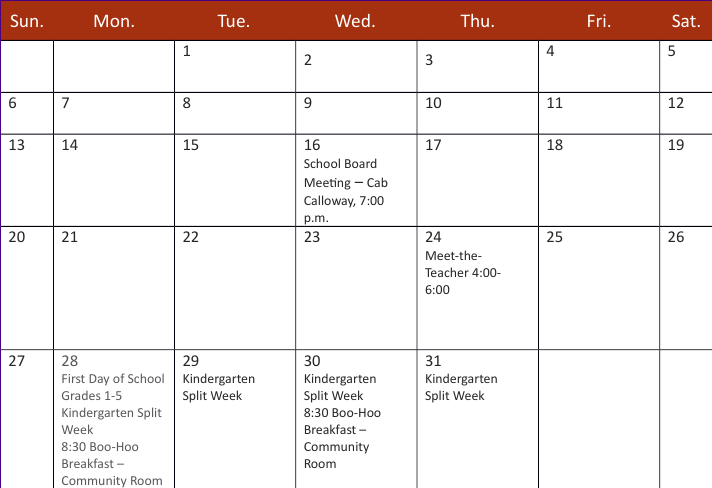 Sun. Mon. Tue. Wed. Thu. Fri. Sat.
1 2 3 4 5
6 7 8 9 10 11 12
13 14 15 16 17 18 19
School Board
Meeting – Cab
Calloway, 7:00
p.m.
20 21 22 23 24 25 26
Meet-the-
Teacher 4:00-
6:00
27
28
First Day of School
Grades 1-5
Kindergarten Split
Week
8:30 Boo-Hoo
Breakfast –
Community Room
29
Kindergarten
Split Week
30
Kindergarten
Split Week
8:30 Boo-Hoo
Breakfast –
Community
Room
31
Kindergarten
Split Week